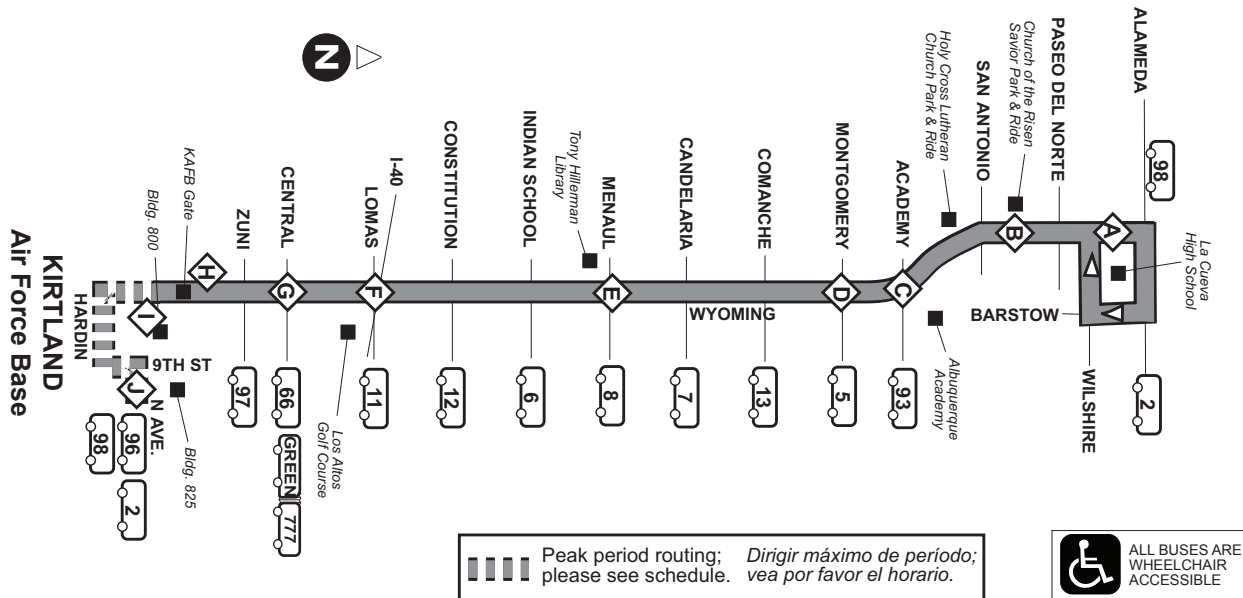 N
KIRTLAND
Air Force Base
HARDIN
Bldg. 800
KAFB Gate
H
I
J
9TH ST
N AVE.
Bldg. 825
98
96
2
ZUNI
97
CENTRAL
G
66
GREEN
777
Los Altos
Golf Course
I-40
LOMAS
F
11
CONSTITUTION
12
INDIAN SCHOOL
6
Tony Hillerman
Library
MENAUL
E
8
CANDELARIA
7
WYOMING
COMANCHE
13
MONTGOMERY
D
5
ACADEMY
C
93
Albuquerque
Academy
Holy Cross Lutheran
Church Park & Ride
SAN ANTONIO
Church of the Risen
Savior Park & Ride
B
PASEO DEL NORTE
BARSTOW
WILSHIRE
A
ALAMEDA
98
La Cueva
High School
2
Peak period routing;
please see schedule.
Dirigir máximo de período;
vea por favor el horario.
ALL BUSES ARE
WHEELCHAIR
ACCESSIBLE